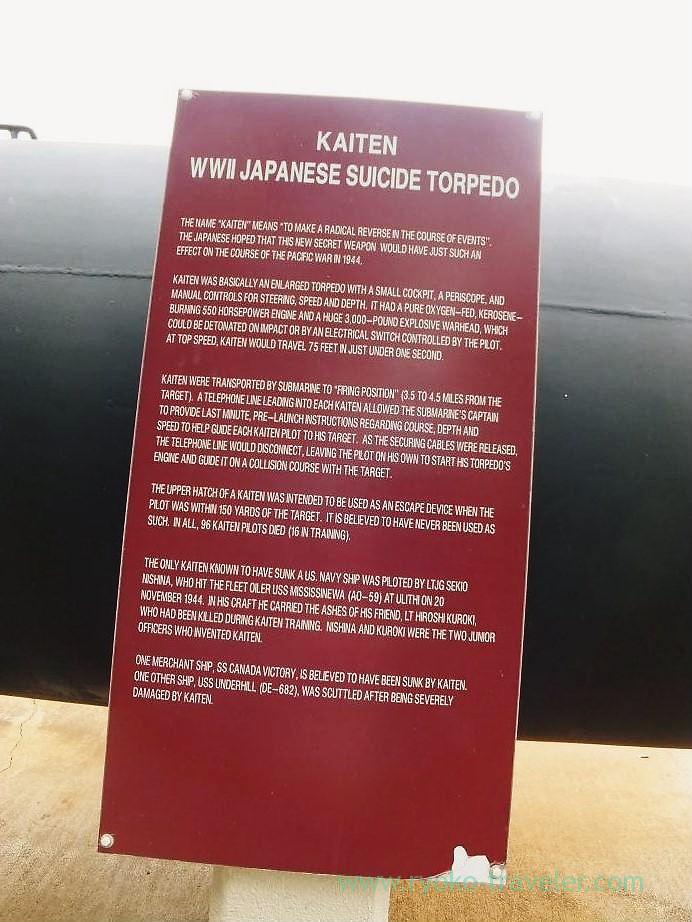 KAITEN
WWII JAPANESE SUICIDE TORPEDO
THE NAME "KAITEN" MEANS "TO MAKE A RADICAL REVERSE IN THE COURSE OF EVENTS".
THE JAPANESE HOPED THAT THIS NEW SECRET WEAPON WOULD HAVE JUST SUCH AN
EFFECT ON THE COURSE OF THE PACIFIC WAR IN 1944.
KAITEN WAS BASICALLY AN ENLARGED TORPEDO WITH A SMALL COCKPIT, A PERISCOPE, AND
MANUAL CONTROLS FOR STEERING, SPEED AND DEPTH. IT HAD A PURE OXYGEN-FED, KEROSENE-
BURNING 550 HORSEPOWER ENGINE AND A HUGE 3,000-POUND EXPLOSIVE WARHEAD, WHICH
COULD BE DETONATED ON IMPACT OR BY AN ELECTRICAL SWITCH CONTROLLED BY THE PILOT.
AT TOP SPEED, KAITEN WOULD TRAVEL 75 FEET IN JUST UNDER ONE SECOND.
KAITEN WERE TRANSPORTED BY SUBMARINE TO "FIRING POSITION" (3.5 TO 4.5 MILES FROM THE
TARGET). A TELEPHONE LINE LEADING INTO EACH KAITEN ALLOWED THE SUBMARINE'S CAPTAIN
TO PROVIDE LAST MINUTE, PRE-LAUNCH INSTRUCTIONS REGARDING COURSE, DEPTH AND
SPEED TO HELP GUIDE EACH KAITEN PILOT TO HIS TARGET. AS THE SECURING CABLES WERE RELEASED,
THE TELEPHONE LINE WOULD DISCONNECT, LEAVING THE PILOT ON HIS OWN TO START HIS TORPEDO'S
ENGINE AND GUIDE IT ON A COLLISION COURSE WITH THE TARGET.
THE UPPER HATCH OF A KAITEN WAS INTENDED TO BE USED AS AN ESCAPE DEVICE WHEN THE
PILOT WAS WITHIN 150 YARDS OF THE TARGET. IT IS BELIEVED TO HAVE NEVER BEEN USED AS
SUCH. IN ALL, 96 KAITEN PILOTS DIED (16 IN TRAINING).
THE ONLY KAITEN KNOWN TO HAVE SUNK A U.S. NAVY SHIP WAS PILOTED BY LTJG SEKIO
NISHINA, WHO HIT THE FLEET OILER USS MISSISSINEWA (AO-59) AT ULITHI ON 20
NOVEMBER 1944. IN HIS CRAFT HE CARRIED THE ASHES OF HIS FRIEND, LT HIROSHI KUROKI,
WHO HAD BEEN KILLED DURING KAITEN TRAINING. NISHINA AND KUROKI WERE THE TWO JUNIOR
OFFICERS WHO INVENTED KAITEN.
ONE MERCHANT SHIP, SS CANADA VICTORY, IS BELIEVED TO HAVE BEEN SUNK BY KAITEN.
ONE OTHER SHIP, USS UNDERHILL (DE-682), WAS SCUTTLED AFTER BEING SEVERELY
DAMAGED BY KAITEN.
www.ryoko-traveler.com